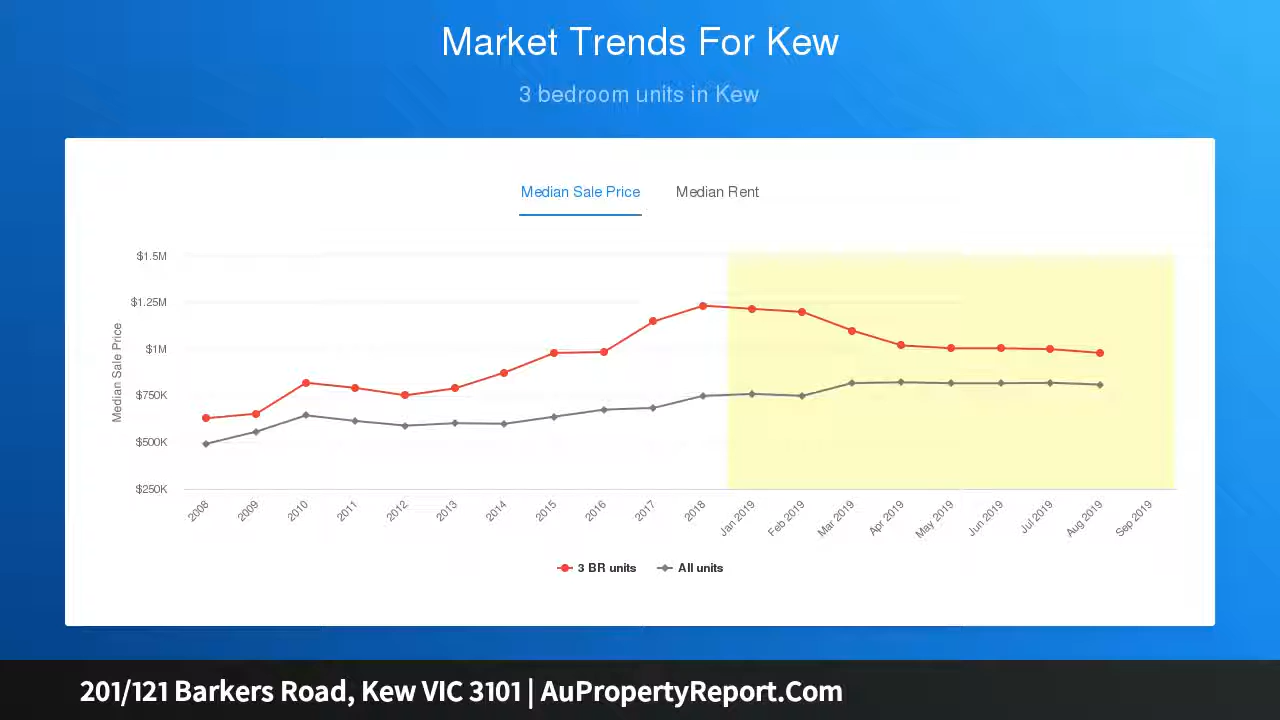 Market Trends For Kew
3 bedroom units in Kew
Median Sale Price Median Rent
Median Sale Price
$1.5M
$1.25M
$1M
$750K
$500K
$250K
2008 2009 2010 2011 2012 2013 2014 2015 2016 2017 2018 Jan 2019 Feb 2019 Mar 2019 Apr 2019 May 2019 Jun 2019 Jul 2019 Aug 2019 Sep 2019
3 BR units All units
201/121 Barkers Road, Kew VIC 3101 | AuPropertyReport.Com